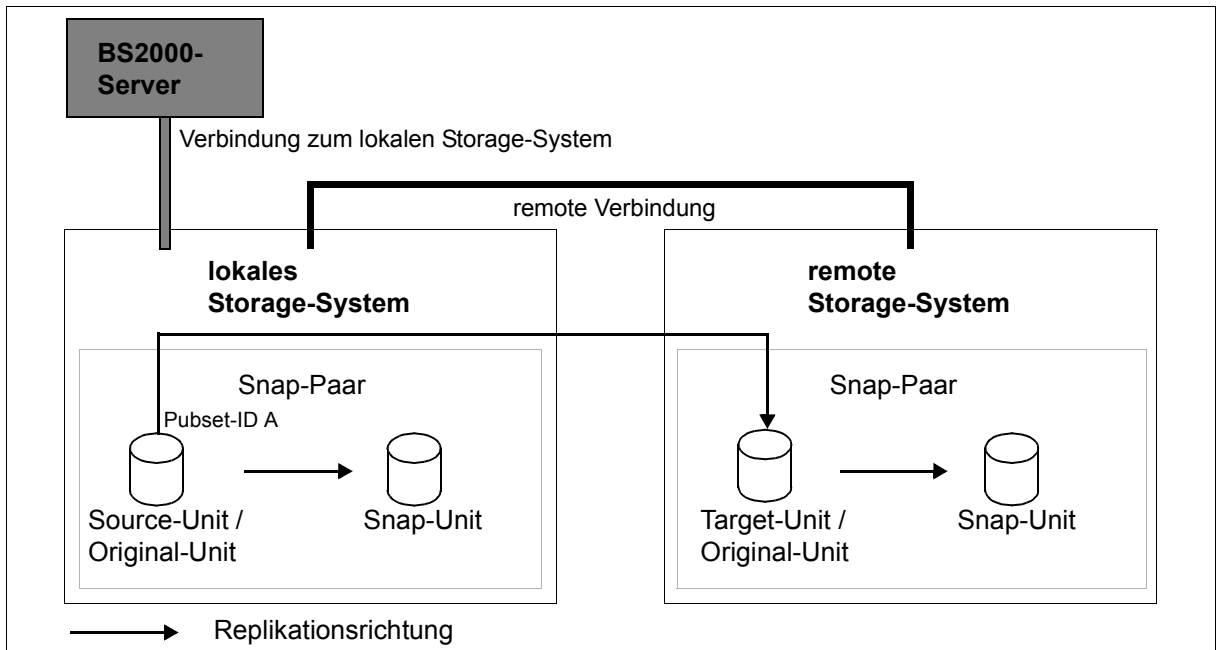 BS2000-
Server
Verbindung zum lokalen Storage-System
remote Verbindung
lokales
Storage-System
remote
Storage-System
Snap-Paar
Pubset-ID A
Source-Unit /
Original-Unit
Snap-Unit
Snap-Paar
Target-Unit /
Original-Unit
Snap-Unit
Replikationsrichtung